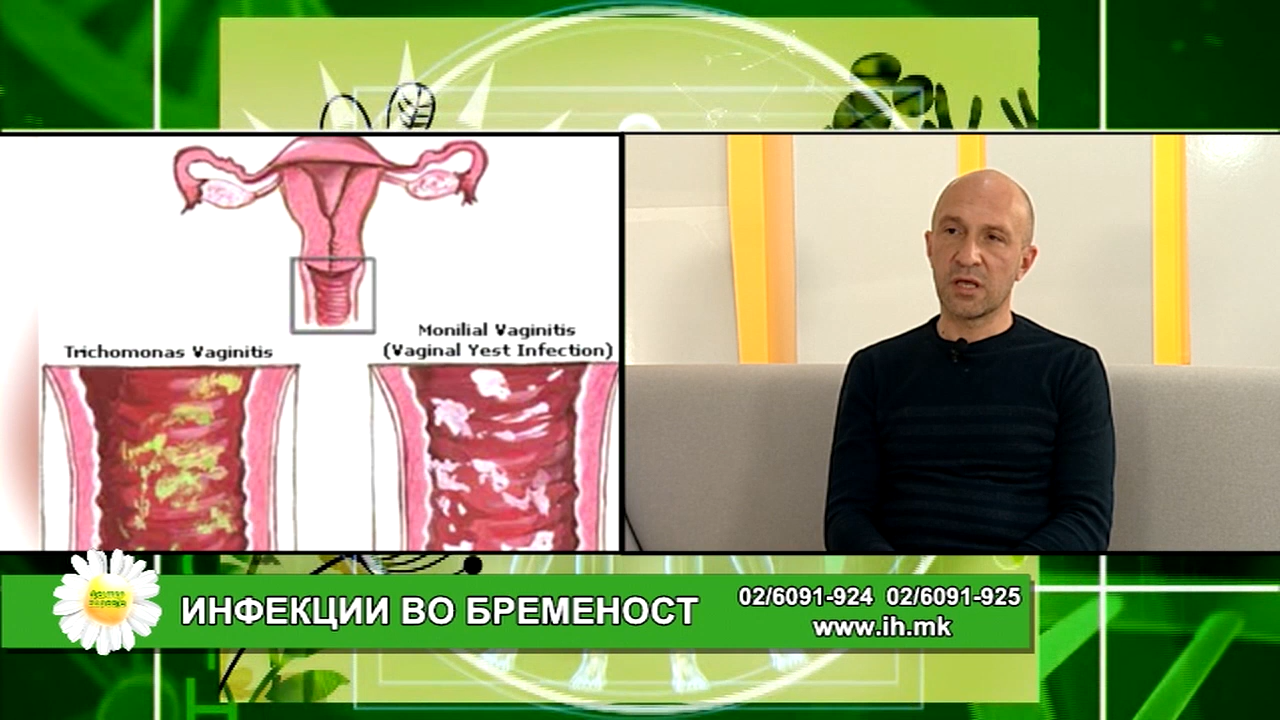 Monilial Vaginitis
Trichomonas Vaginitis
(Vaginal Yest Infection)
ИНФЕКЦИИ ВО БРЕМЕНОСТ
02/6091-924 02/6091-925
www.ih.mk